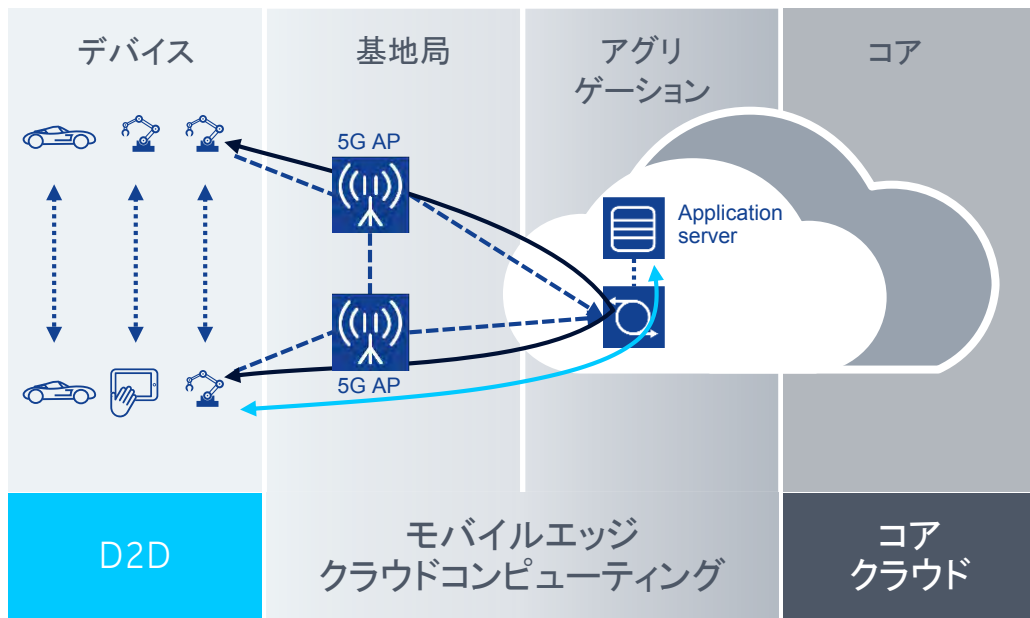 デバイス
基地局
アグリ
ゲーション
コア
5G AP
Application
server
5G AP
D2D
モバイルエッジ
クラウドコンピューティング
コア
クラウド